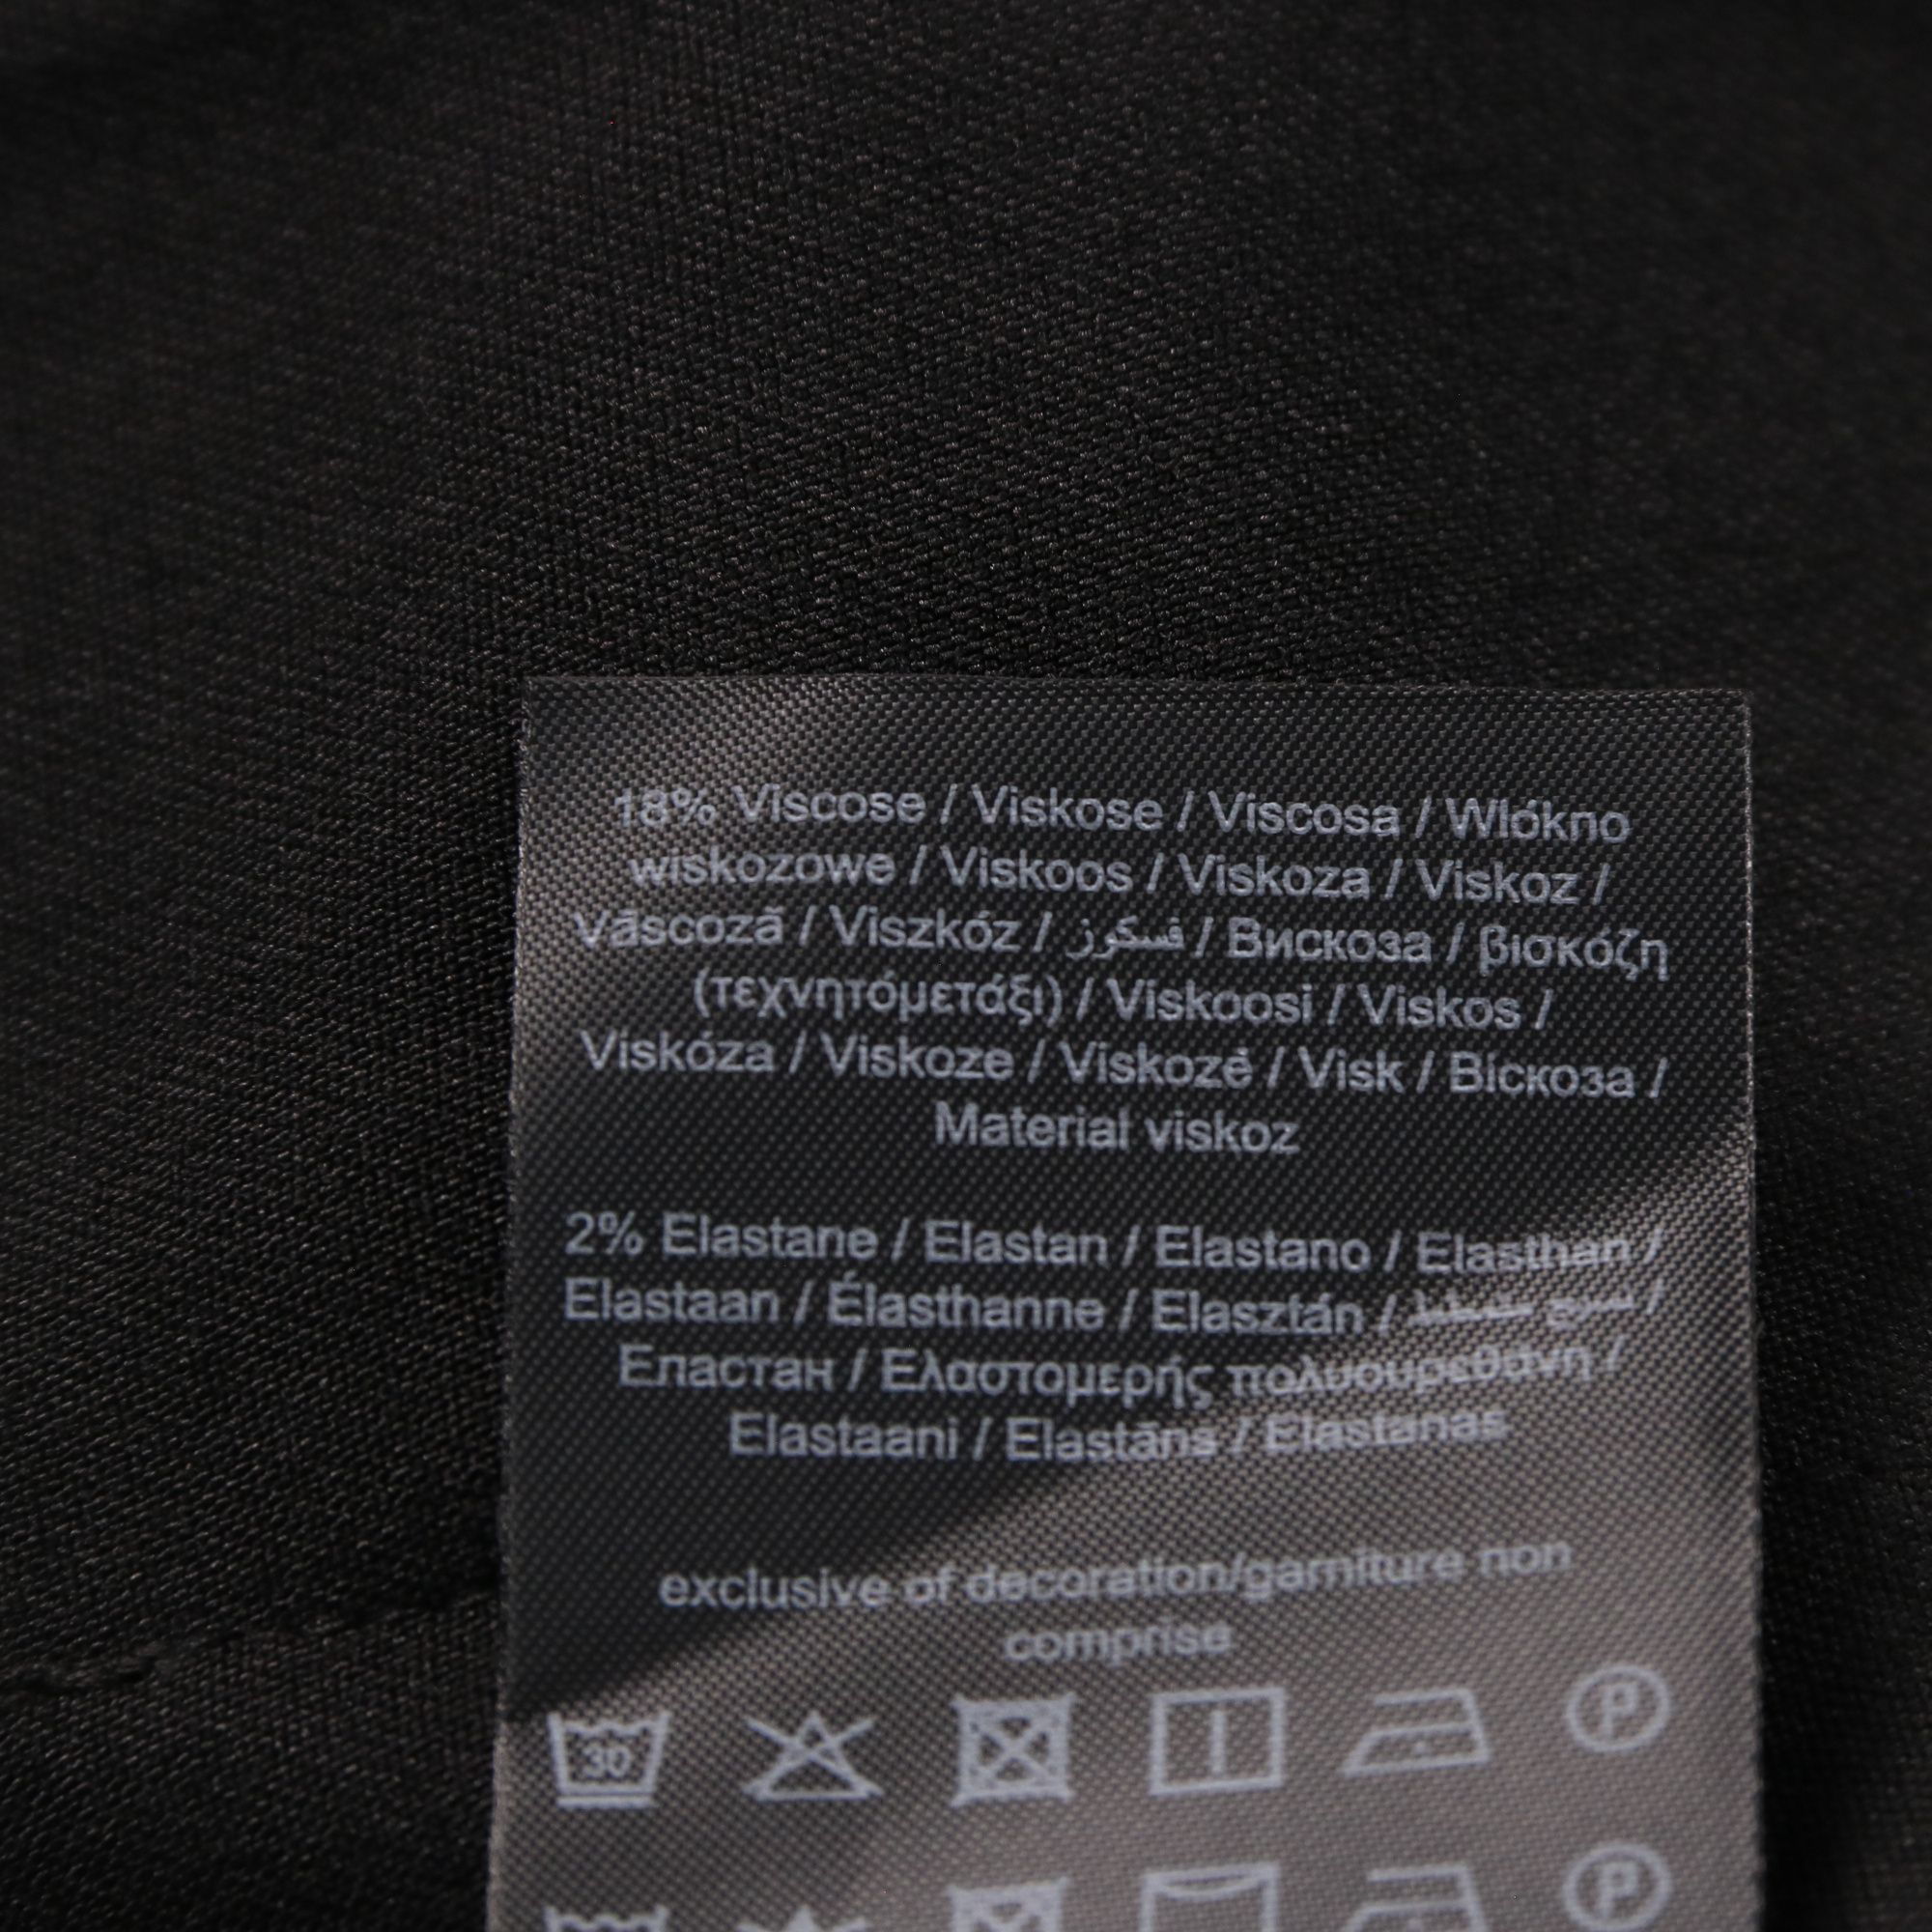 18% Viscose / Viskose / Viscosa / Wlókno
wiskozowe / Viskoos / Viskoza / Viskoz /
Vâscoză / Viszkóz / فسكوز / Вискоза / βισκόζη
(τεχνητόμετάξι) / Viskoosi / Viskos /
Viskóza / Viskoze / Viskozé / Visk / Віскоза /
Material viskoz
2% Elastane / Elastan / Elastano / Elasthan /
Elastaan / Élasthanne / Elasztán / /
Еластан / Ελαστομερής πολυουρεθάνη /
Elastaani / Elastāns / Elastanas
exclusive of decoration/garniture non
comprise
30
P
P